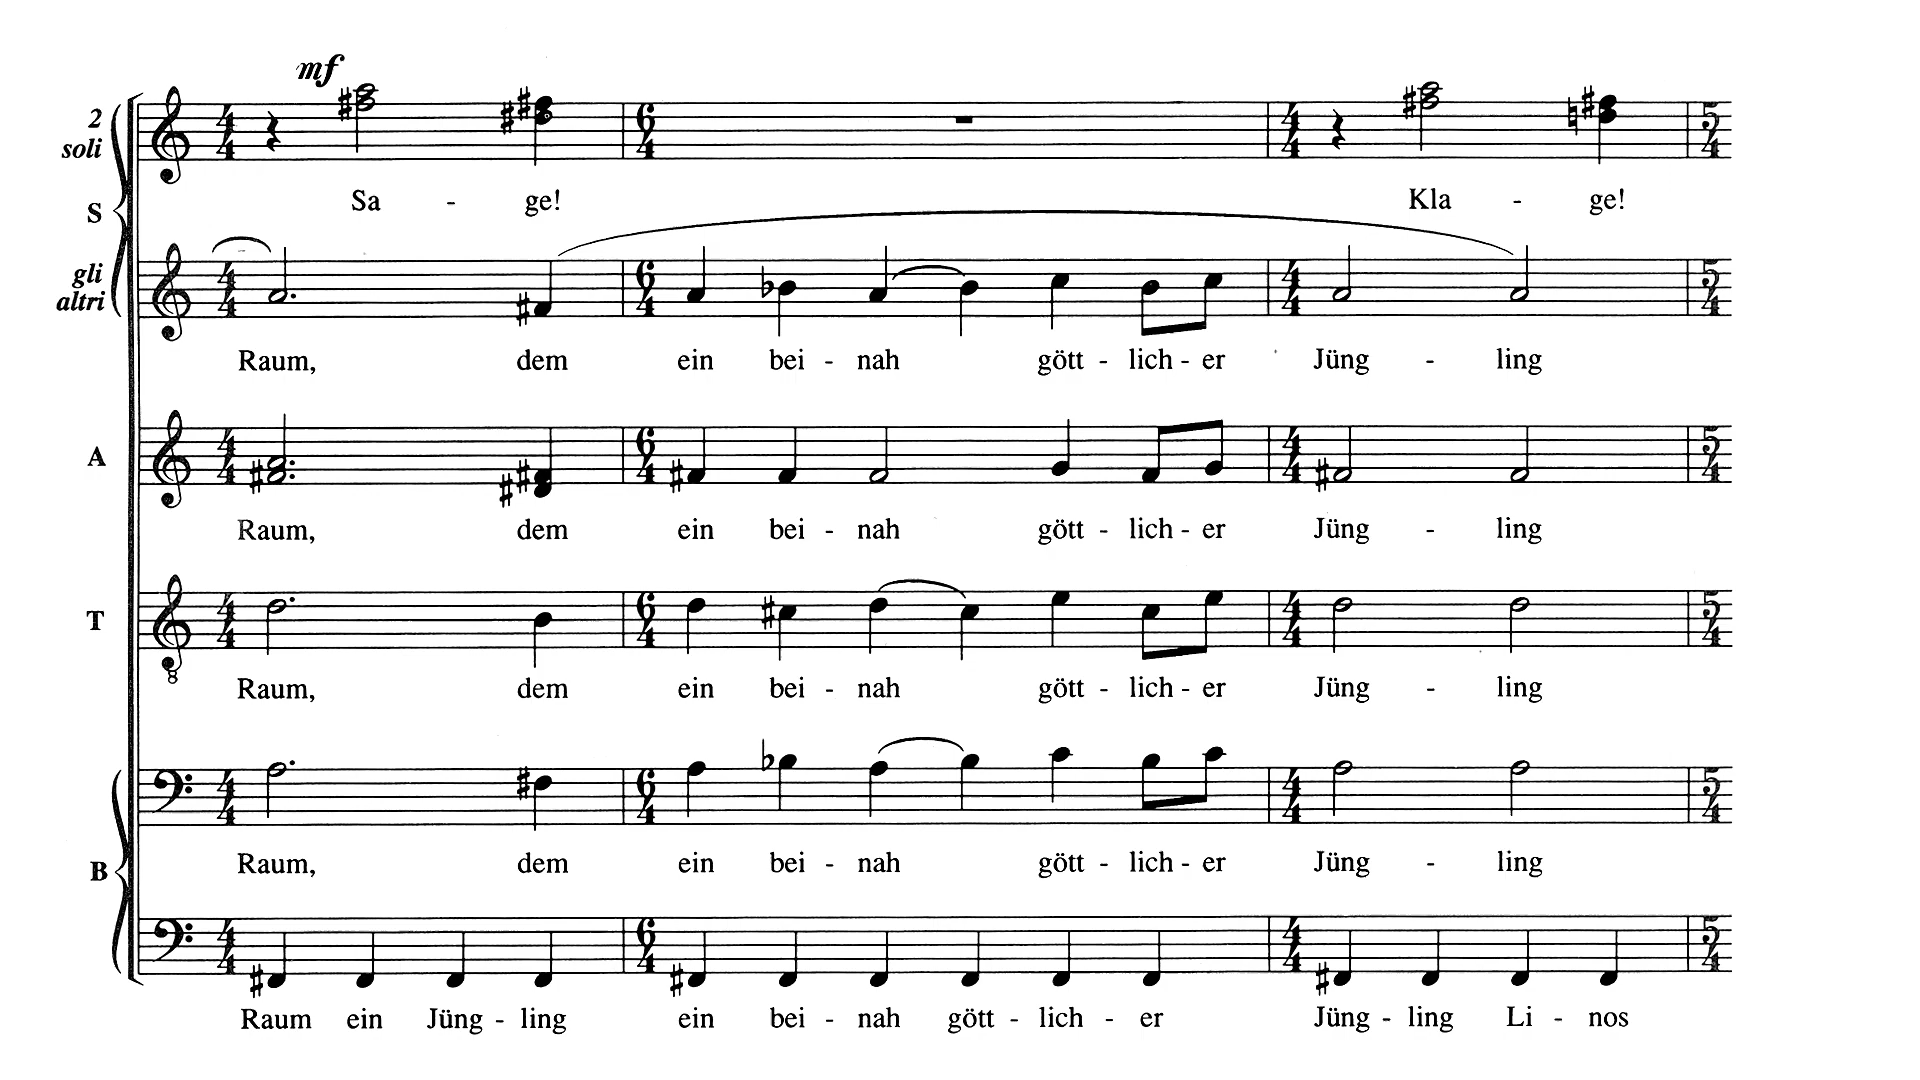 mf
2
soli
Sa - ge! Kla - ge!
S
gli
altri
Raum, dem ein bei - nah gött - lich - er Jüng - ling
A
Raum, dem ein bei - nah gött - lich - er Jüng - ling
T
8
Raum, dem ein bei - nah gött - lich - er Jüng - ling
Raum, dem ein bei - nah gött - lich - er Jüng - ling
B
Raum ein Jüng - ling ein bei - nah gött - lich - er Jüng - ling Li - nos